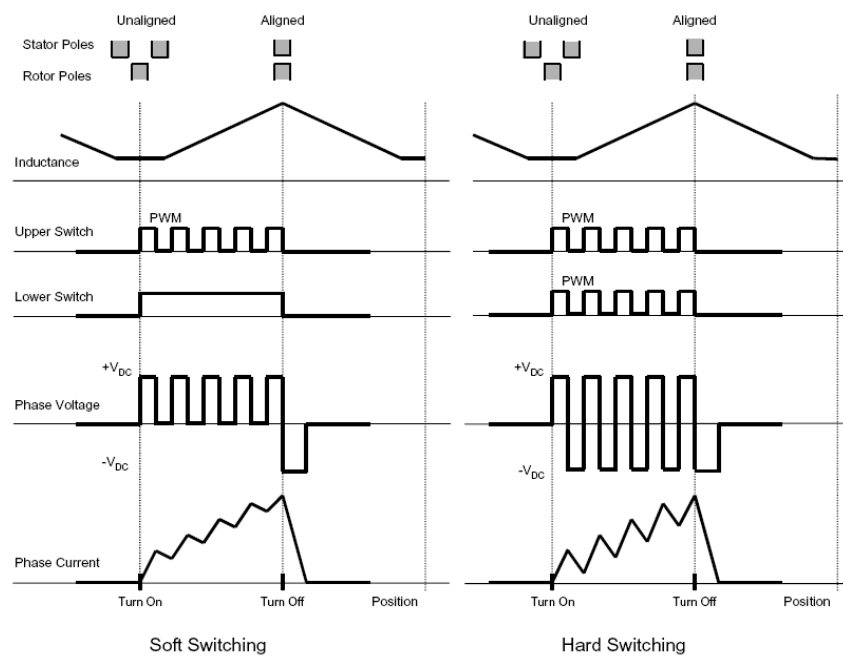 Unaligned
Aligned
Stator Poles
Rotor Poles
Inductance
PWM
Upper Switch
Lower Switch
+VDC
Phase Voltage
-VDC
Phase Current
Turn On
Turn Off
Position
Soft Switching
Unaligned
Aligned
PWM
PWM
+VDC
-VDC
Turn On
Turn Off
Position
Hard Switching